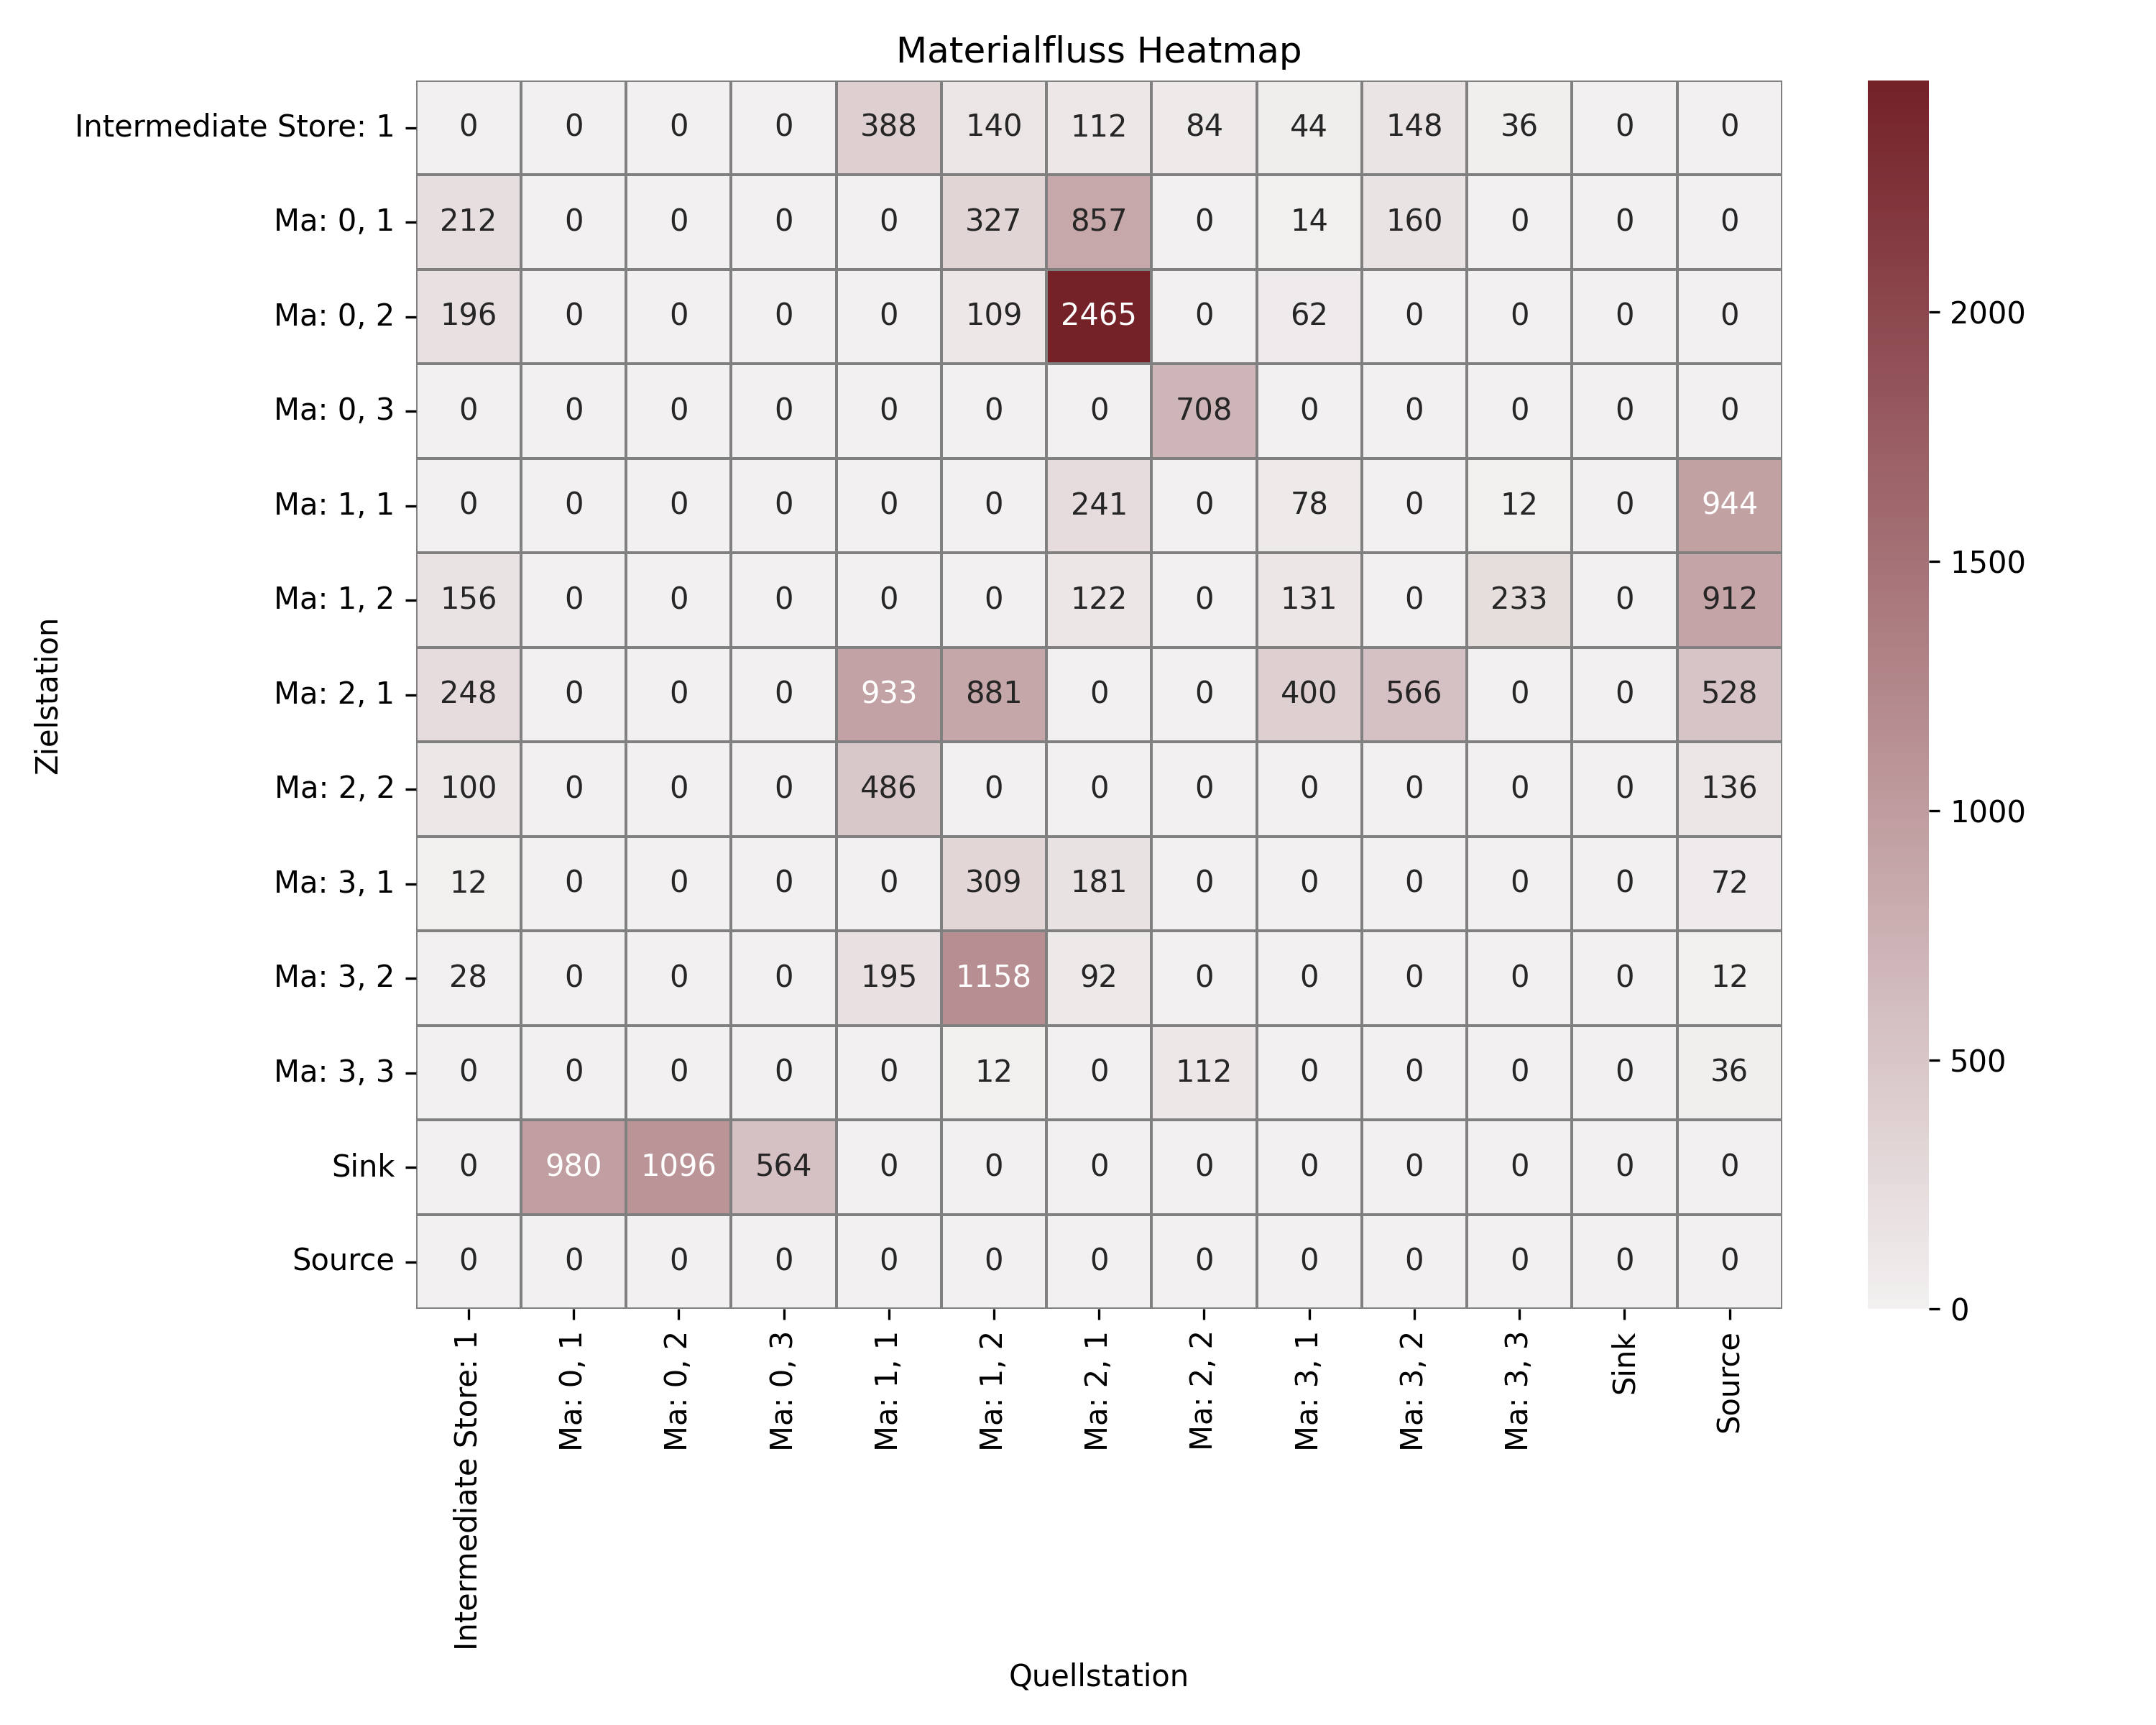 Materialfluss Heatmap
Intermediate Store: 1 0 0 0 0 388 140 112 84 44 148 36 0 0
Ma: 0, 1 212 0 0 0 0 327 857 0 14 160 0 0 0
Ma: 0, 2 196 0 0 0 0 109 2465 0 62 0 0 0 0
Ma: 0, 3 0 0 0 0 0 0 0 708 0 0 0 0 0
Ma: 1, 1 0 0 0 0 0 0 241 0 78 0 12 0 944
Ma: 1, 2 156 0 0 0 0 0 122 0 131 0 233 0 912
Ma: 2, 1 248 0 0 0 933 881 0 0 400 566 0 0 528
Ma: 2, 2 100 0 0 0 486 0 0 0 0 0 0 0 136
Ma: 3, 1 12 0 0 0 0 309 181 0 0 0 0 0 72
Ma: 3, 2 28 0 0 0 195 1158 92 0 0 0 0 0 12
Ma: 3, 3 0 0 0 0 0 12 0 112 0 0 0 0 36
Sink 0 980 1096 564 0 0 0 0 0 0 0 0 0
Source 0 0 0 0 0 0 0 0 0 0 0 0 0
Intermediate Store: 1
Ma: 0, 1
Ma: 0, 2
Ma: 0, 3
Ma: 1, 1
Ma: 1, 2
Ma: 2, 1
Ma: 2, 2
Ma: 3, 1
Ma: 3, 2
Ma: 3, 3
Sink
Source
Quellstation
Zielstation
2000
1500
1000
500
0